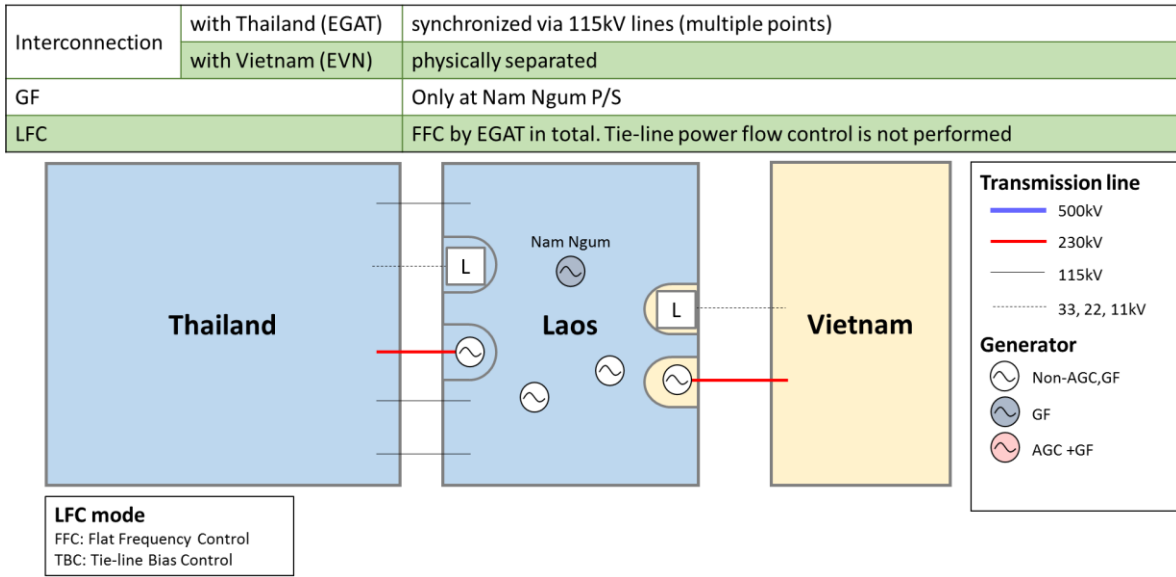 Interconnection
with Thailand (EGAT)
synchronized via 115kV lines (multiple points)
with Vietnam (EVN)
physically separated
GF
Only at Nam Ngum P/S
LFC
FFC by EGAT in total. Tie-line power flow control is not performed
Thailand
L
Nam Ngum
Laos
L
Vietnam
Transmission line
500kV
230kV
115kV
33, 22, 11kV
Generator
Non-AGC,GF
GF
AGC +GF
LFC mode
FFC: Flat Frequency Control
TBC: Tie-line Bias Control